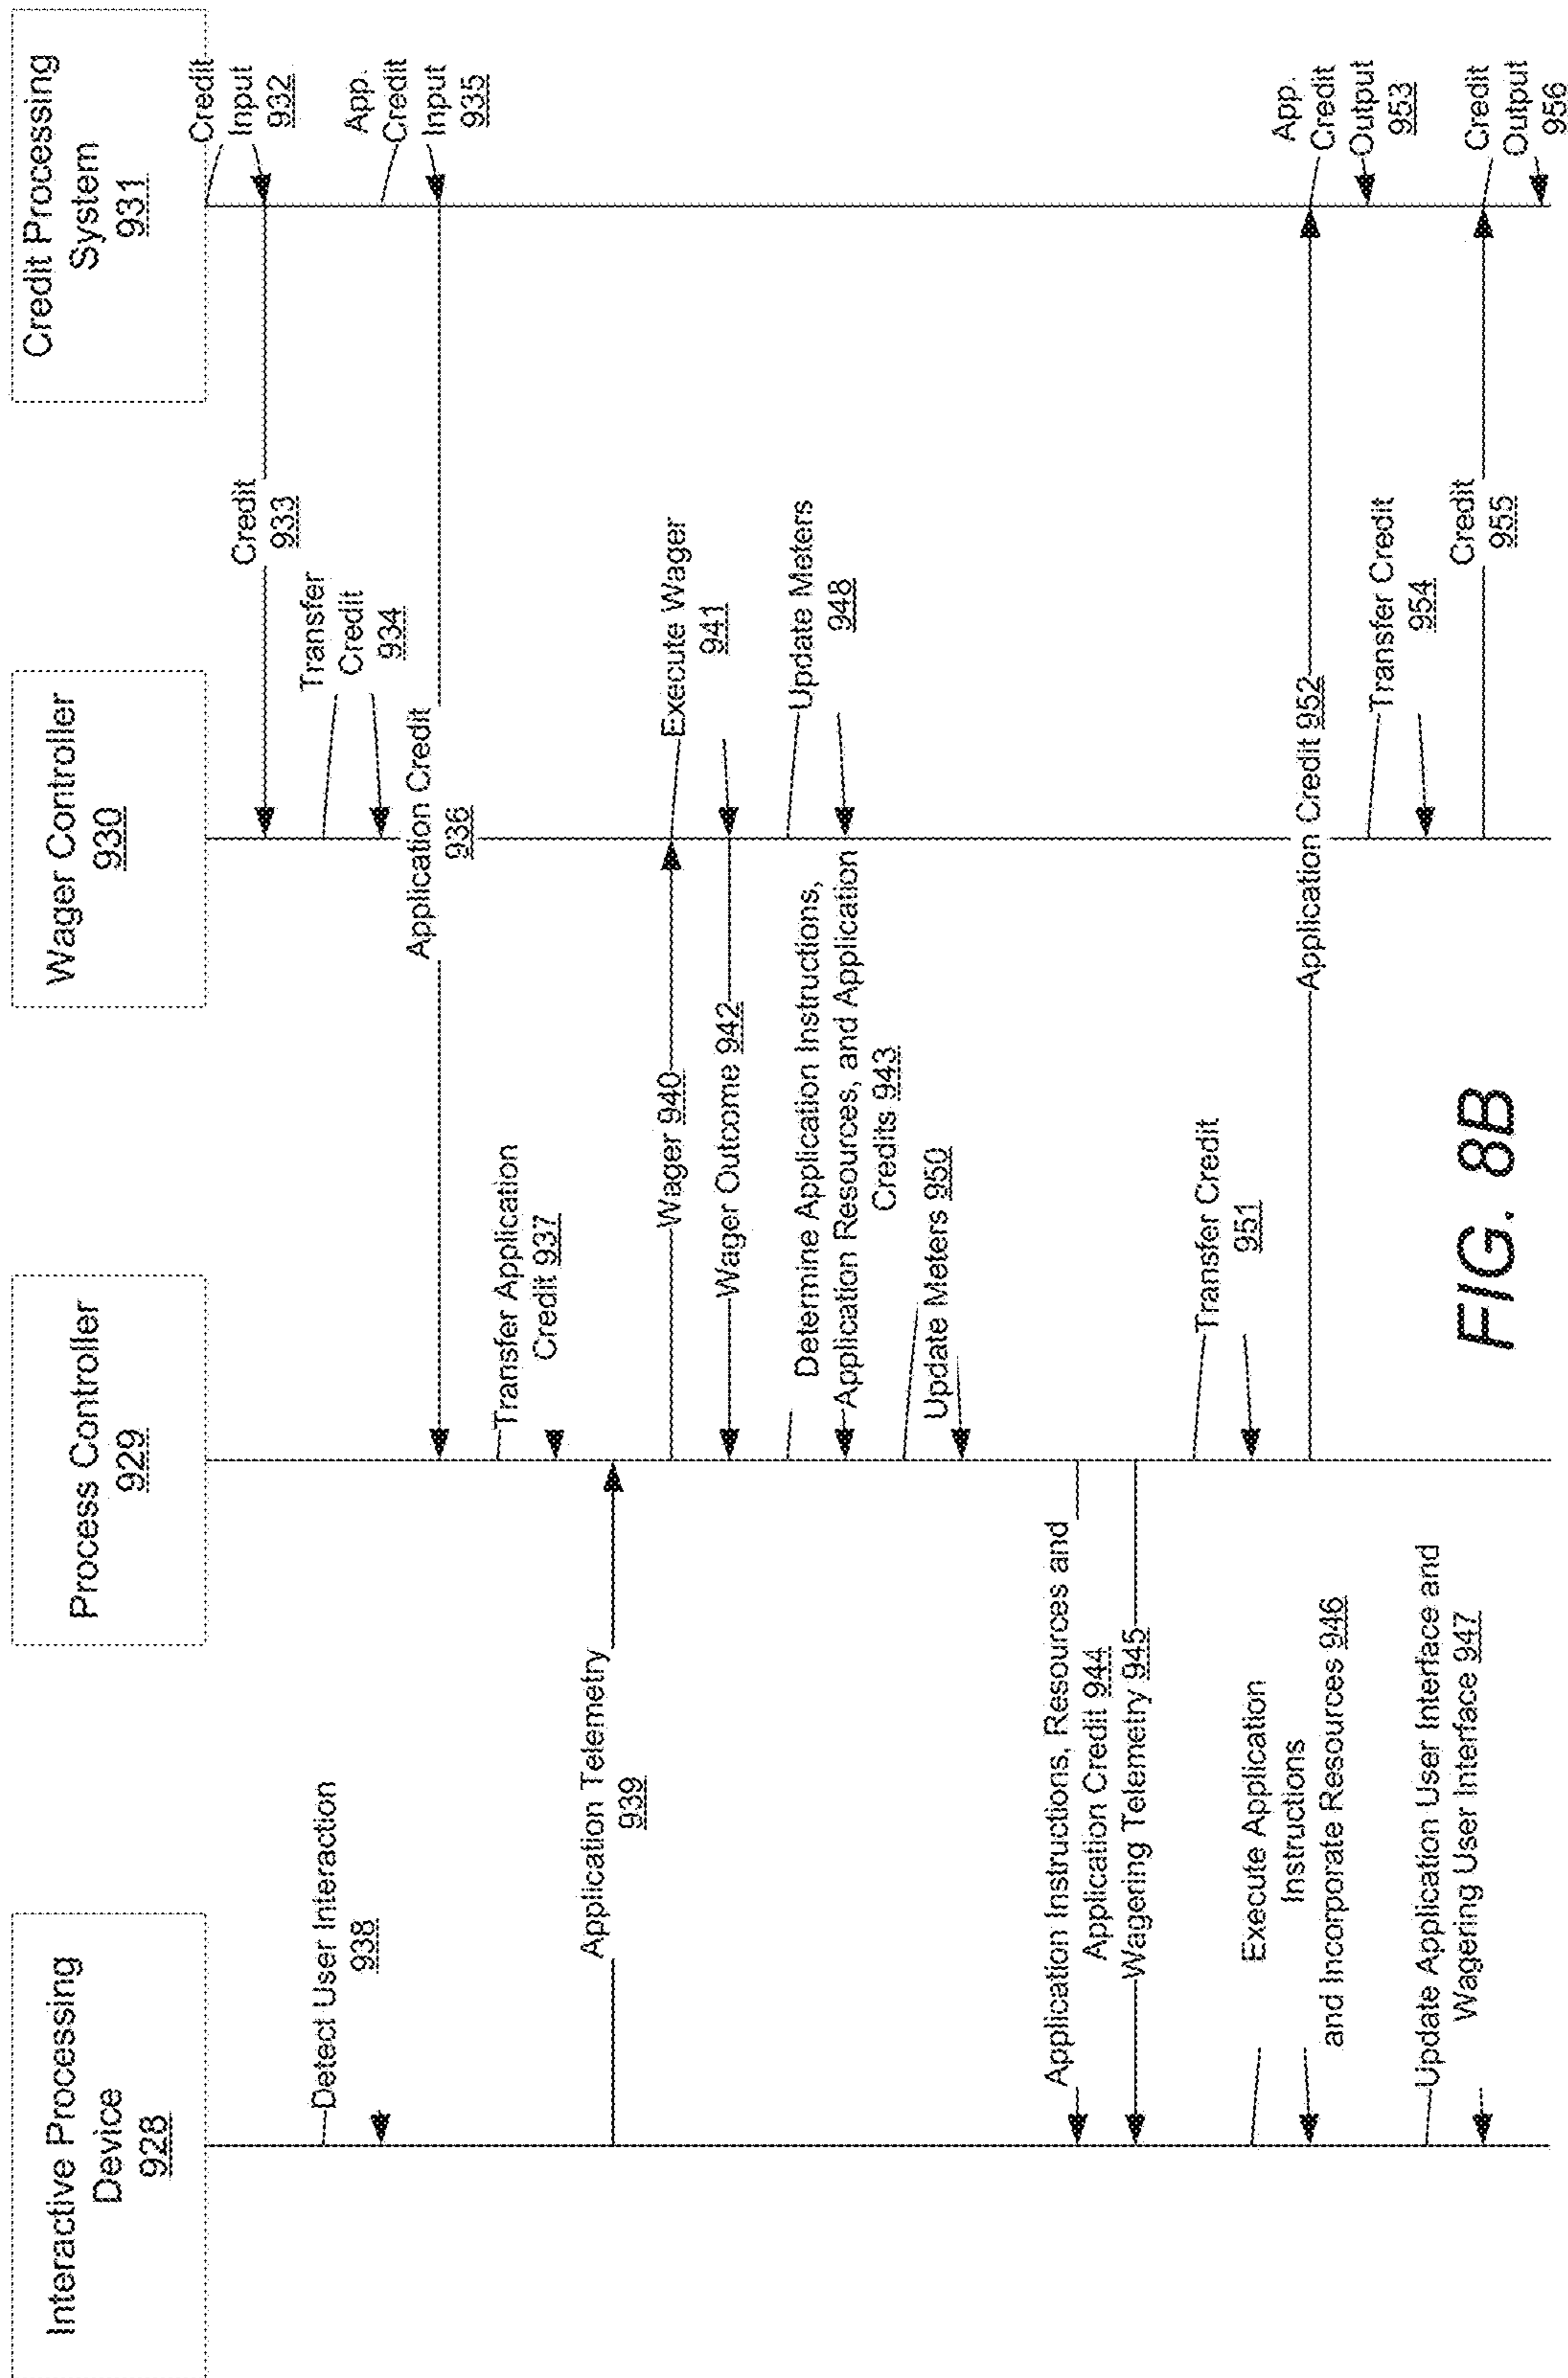 Interactive Processing
Device
928
Process Controller
929
Wager Controller
930
Credit Processing
System
931
Credit
Input
932
Credit
933
Transfer
Credit
934
App.
Credit
Input
935
Application Credit
936
Transfer Application
Credit 937
Detect User Interaction
938
Application Telemetry
939
Wager 940
Execute Wager
941
Wager Outcome 942
Determine Application Instructions,
Application Resources, and Application
Credits 943
Update Meters
948
Update Meters 950
Application Instructions, Resources and
Application Credit 944
Wagering Telemetry 945
Execute Application
Instructions
and Incorporate Resources 946
Update Application User Interface and
Wagering User Interface 947
Transfer Credit
951
Application Credit 952
App.
Credit
Output
953
Transfer Credit
954
Credit
955
Credit
Output
956
FIG. 8B